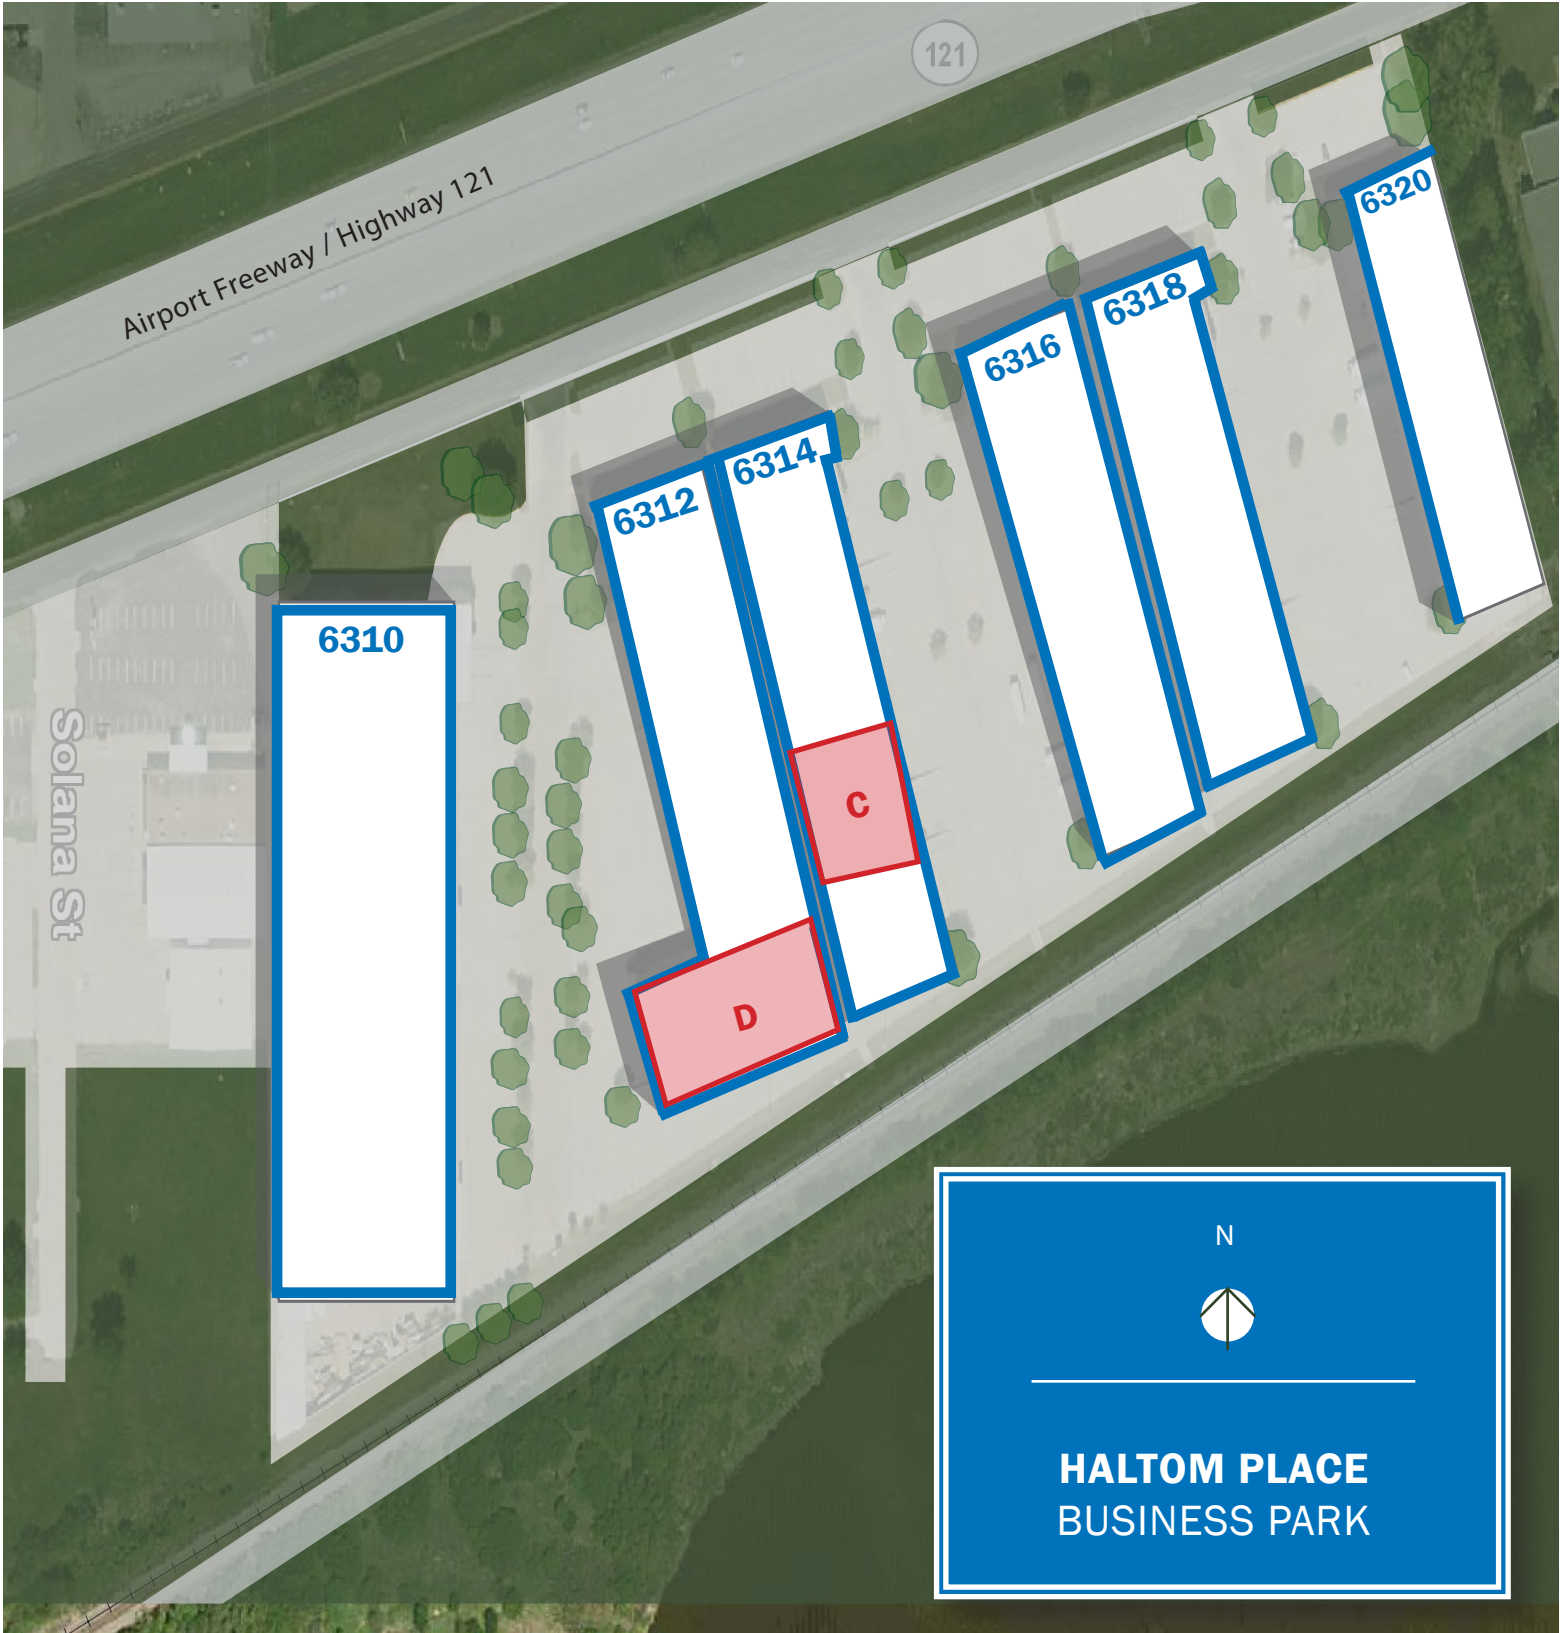 121
Airport Freeway / Highway 121
6320
6318
6316
6314
6312
6310
Solana St
C
D
N
HALTOM PLACE
BUSINESS PARK